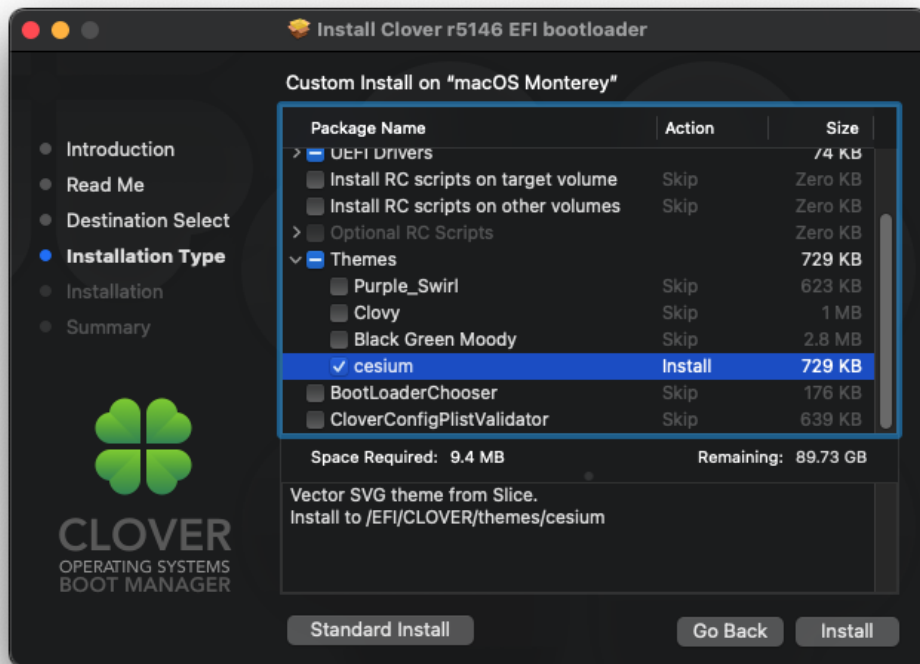 Install Clover r5146 EFI bootloader
Custom Install on “macOS Monterey”
Introduction
Read Me
Destination Select
Installation Type
Installation
Summary
CLOVER
OPERATING SYSTEMS
BOOT MANAGER
Package Name Action Size
UEFI Drivers 74 KB
Install RC scripts on target volume Skip Zero KB
Install RC scripts on other volumes Skip Zero KB
Optional RC Scripts Zero KB
Themes 729 KB
Purple_Swirl Skip 623 KB
Clovy Skip 1 MB
Black Green Moody Skip 2.8 MB
cesium Install 729 KB
BootLoaderChooser Skip 176 KB
CloverConfigPlistValidator Skip 639 KB
Space Required: 9.4 MB Remaining: 89.73 GB
Vector SVG theme from Slice.
Install to /EFI/CLOVER/themes/cesium
Standard Install Go Back Install